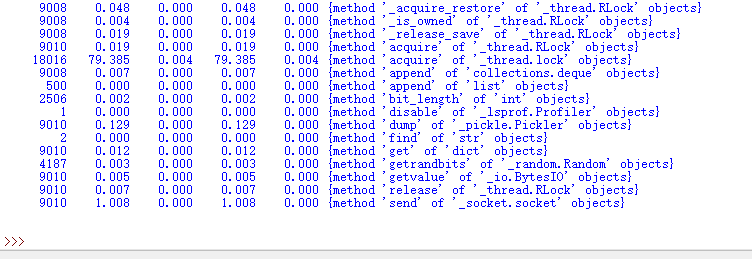 9008 0.048 0.000 0.048 0.000 {method '_acquire_restore' of '_thread.RLock' objects}
9008 0.004 0.000 0.004 0.000 {method '_is_owned' of '_thread.RLock' objects}
9008 0.019 0.000 0.019 0.000 {method '_release_save' of '_thread.RLock' objects}
9010 0.019 0.000 0.019 0.000 {method 'acquire' of '_thread.RLock' objects}
18016 79.385 0.004 79.385 0.004 {method 'acquire' of '_thread.lock' objects}
9008 0.007 0.000 0.007 0.000 {method 'append' of 'collections.deque' objects}
500 0.000 0.000 0.000 0.000 {method 'append' of 'list' objects}
2506 0.002 0.000 0.002 0.000 {method 'bit_length' of 'int' objects}
1 0.000 0.000 0.000 0.000 {method 'disable' of '_lsprof.Profiler' objects}
9010 0.129 0.000 0.129 0.000 {method 'dump' of '_pickle.Pickler' objects}
2 0.000 0.000 0.000 0.000 {method 'find' of 'str' objects}
9010 0.012 0.000 0.012 0.000 {method 'get' of 'dict' objects}
4187 0.003 0.000 0.003 0.000 {method 'getrandbits' of '_random.Random' objects}
9010 0.005 0.000 0.005 0.000 {method 'getvalue' of '_io.BytesIO' objects}
9010 0.007 0.000 0.007 0.000 {method 'release' of '_thread.RLock' objects}
9010 1.008 0.000 1.008 0.000 {method 'send' of '_socket.socket' objects}
>>>